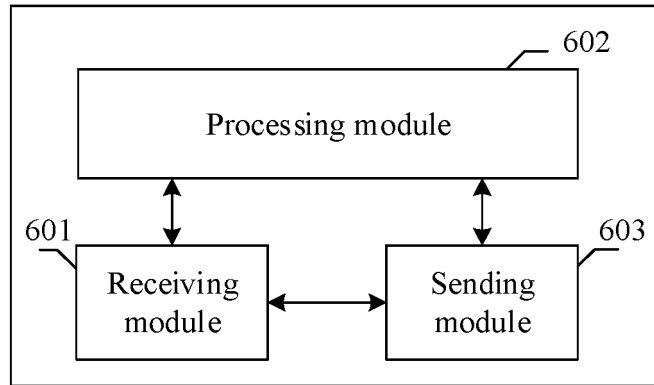 602
Processing module
601
603
Receiving
module
Sending
module